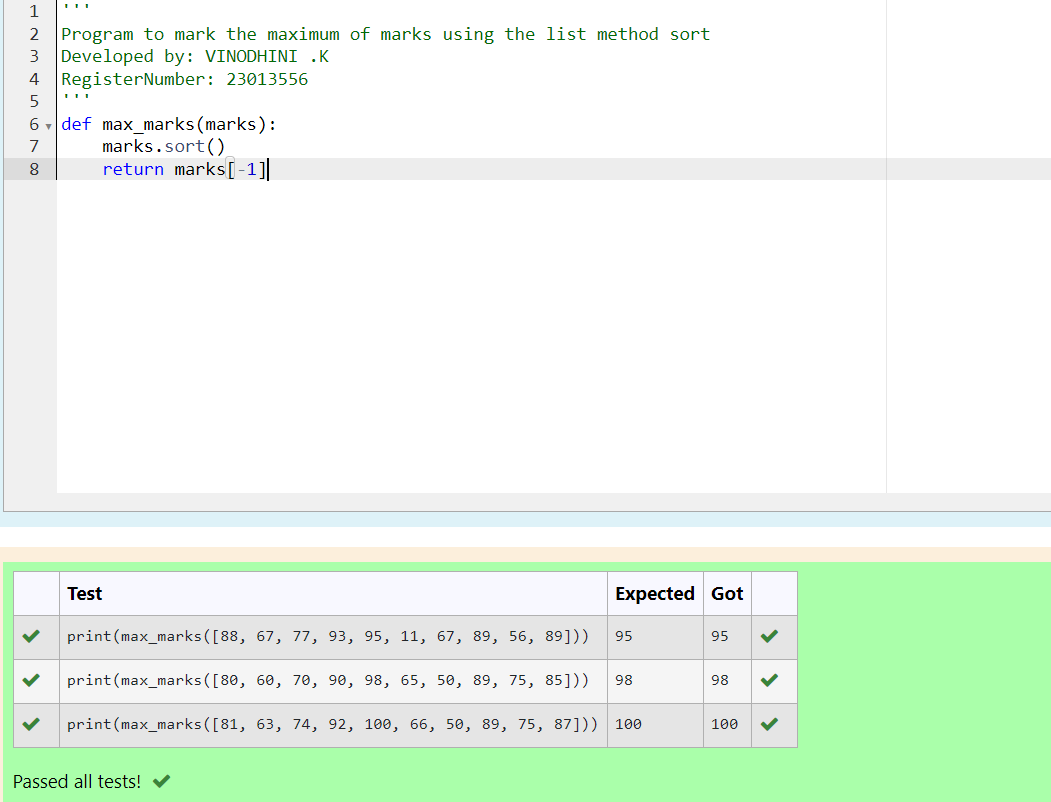 1 '''
2 Program to mark the maximum of marks using the list method sort
3 Developed by: VINODHINI .K
4 RegisterNumber: 23013556
5 '''
6 def max_marks(marks):
7     marks.sort()
8     return marks[-1]
Test Expected Got
print(max_marks([88, 67, 77, 93, 95, 11, 67, 89, 56, 89])) 95 95
print(max_marks([80, 60, 70, 90, 98, 65, 50, 89, 75, 85])) 98 98
print(max_marks([81, 63, 74, 92, 100, 66, 50, 89, 75, 87])) 100 100
Passed all tests!